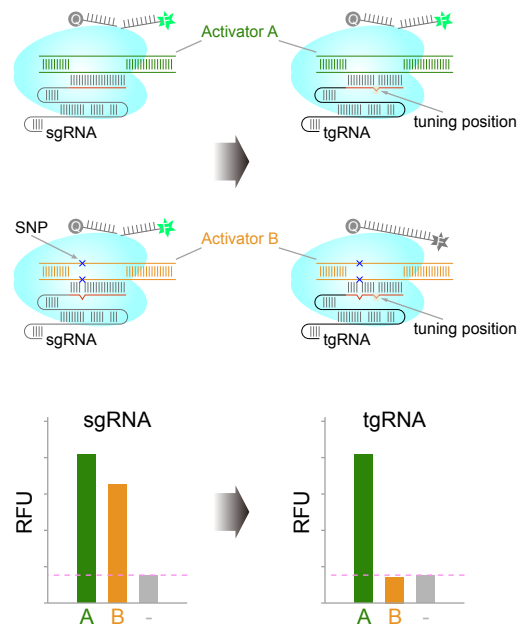 Q F Q F
Activator A
sgRNA tgRNA
tuning position
SNP
Q F Q F
Activator B
sgRNA tgRNA
tuning position
sgRNA tgRNA
RFU RFU
A B - A B -